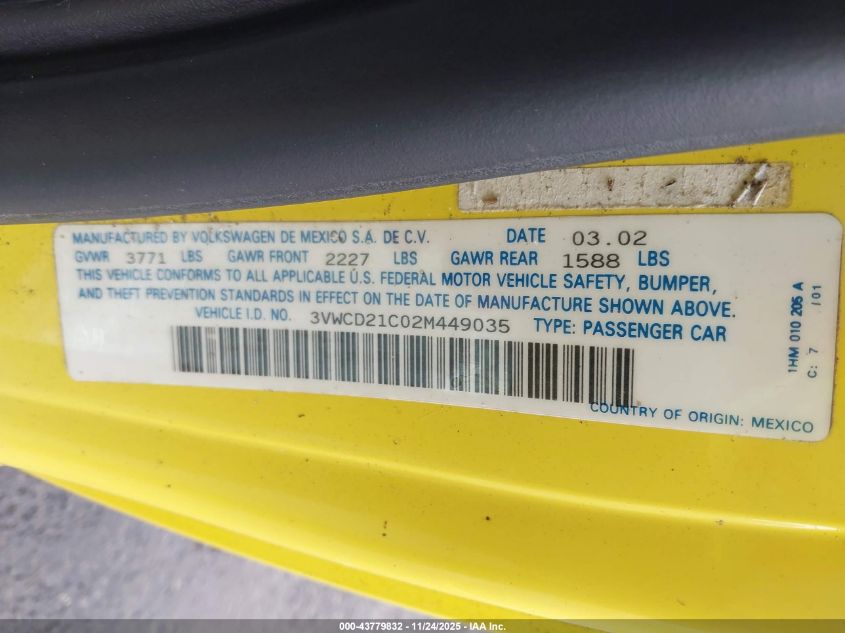 MANUFACTURED BY VOLKSWAGEN DE MEXICO S.A. DE C.V. DATE 03.02
GVWR 3771 LBS GAWR FRONT 2227 LBS GAWR REAR 1588 LBS
THIS VEHICLE CONFORMS TO ALL APPLICABLE U.S. FEDERAL MOTOR VEHICLE SAFETY, BUMPER,
AND THEFT PREVENTION STANDARDS IN EFFECT ON THE DATE OF MANUFACTURE SHOWN ABOVE.
VEHICLE I.D. NO. 3VWCD21C02M449035 TYPE: PASSENGER CAR
COUNTRY OF ORIGIN: MEXICO
1HM 010 205 A
C: 7 /01
000-43779832 - 11/24/2025 - IAA Inc.